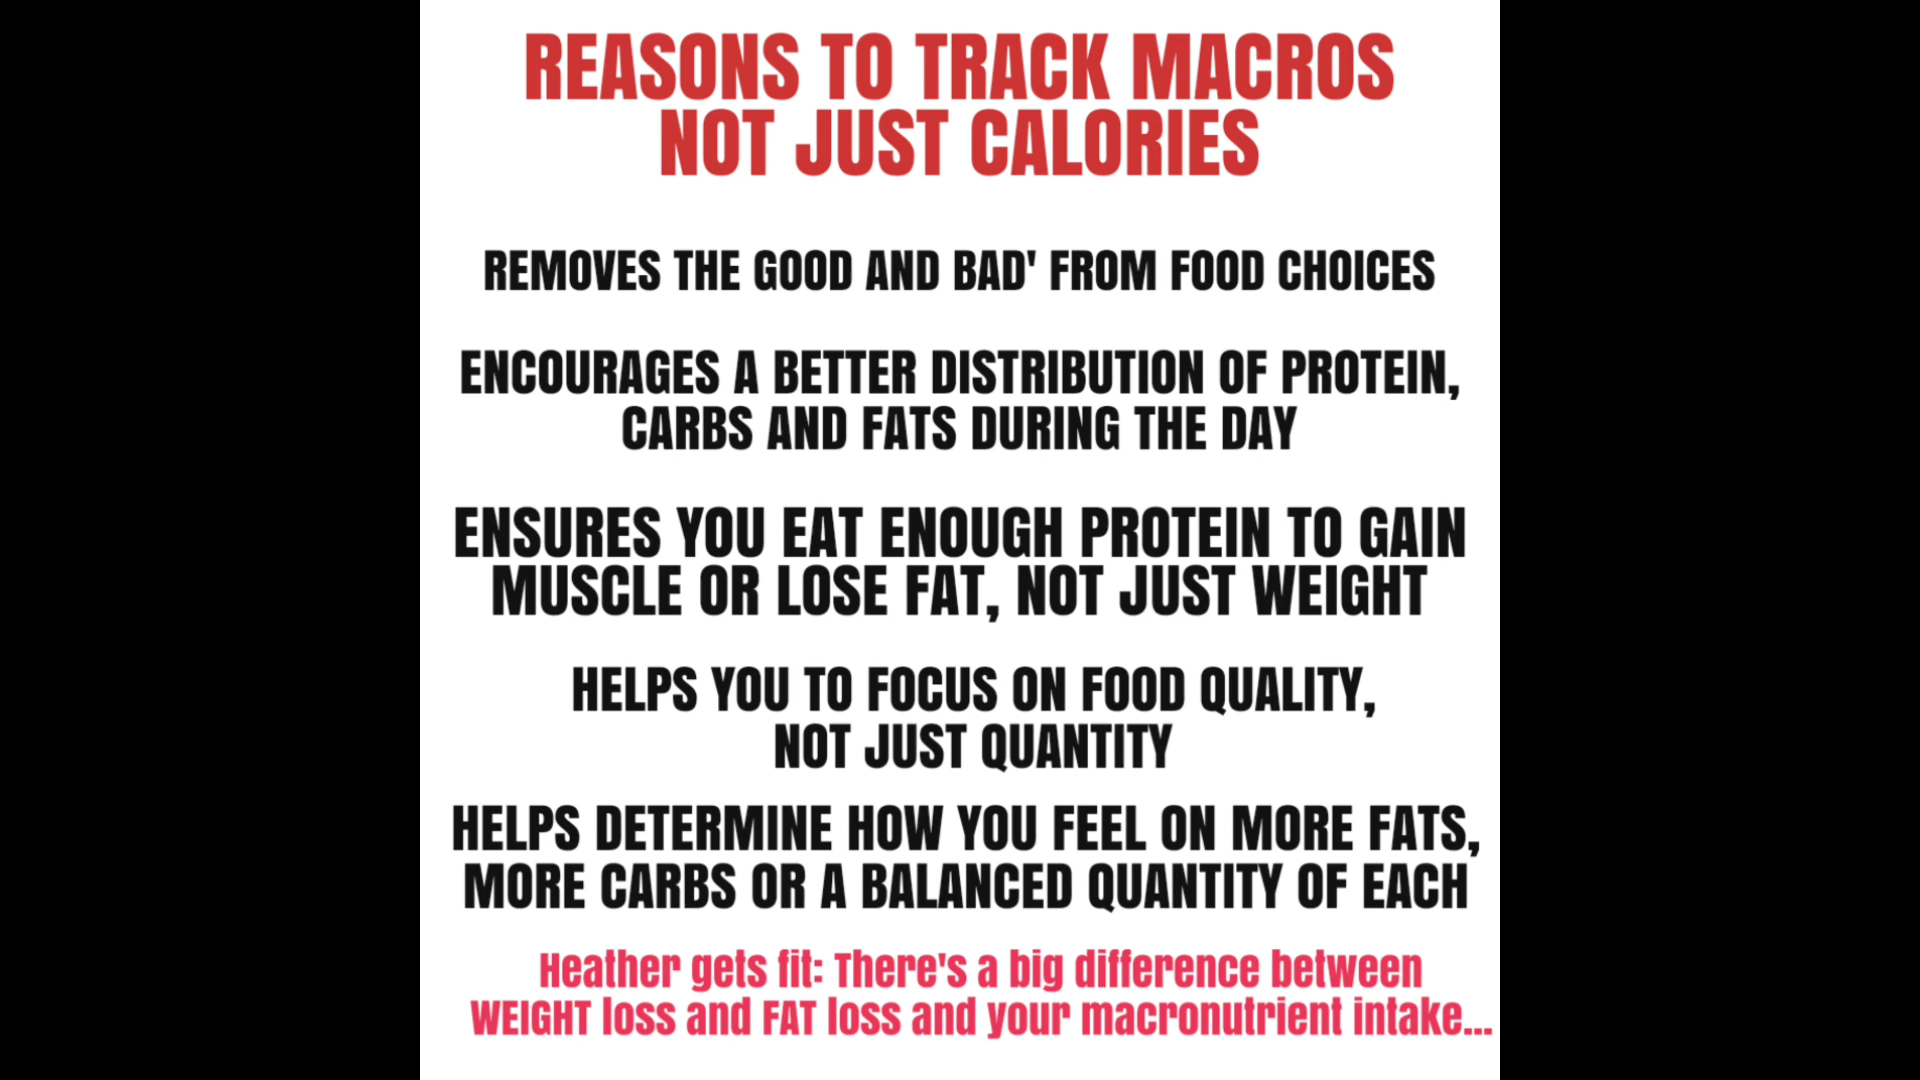 REASONS TO TRACK MACROS
NOT JUST CALORIES
REMOVES THE GOOD AND BAD' FROM FOOD CHOICES
ENCOURAGES A BETTER DISTRIBUTION OF PROTEIN,
CARBS AND FATS DURING THE DAY
ENSURES YOU EAT ENOUGH PROTEIN TO GAIN
MUSCLE OR LOSE FAT, NOT JUST WEIGHT
HELPS YOU TO FOCUS ON FOOD QUALITY,
NOT JUST QUANTITY
HELPS DETERMINE HOW YOU FEEL ON MORE FATS,
MORE CARBS OR A BALANCED QUANTITY OF EACH
Heather gets fit: There's a big difference between
WEIGHT loss and FAT loss and your macronutrient intake...